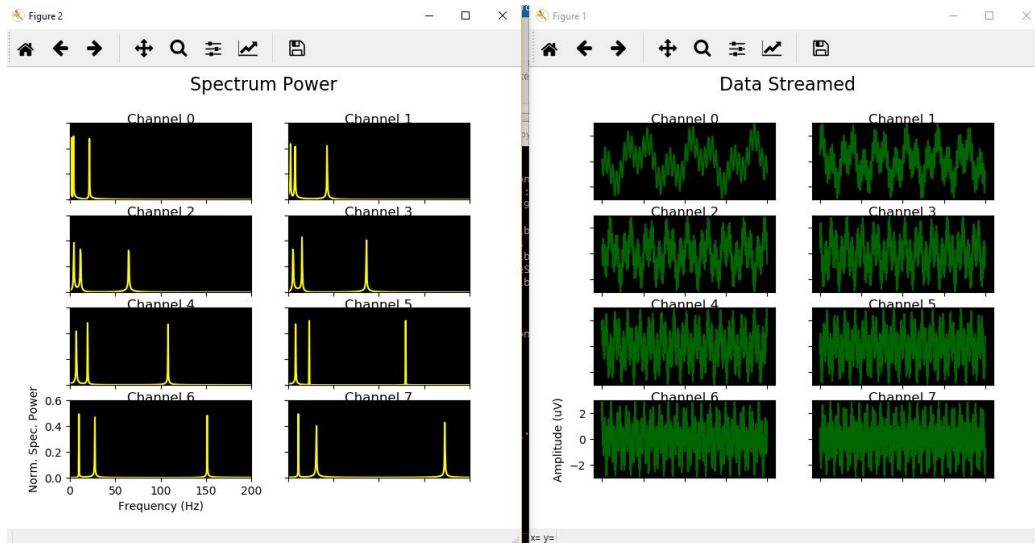 Figure 2
Spectrum Power
Channel 0
Channel 1
Channel 2
Channel 3
Channel 4
Channel 5
Channel 6
Channel 7
Norm. Spec. Power
0.6
0.4
0.2
0.0
0 50 100 150 200
Frequency (Hz)
Figure 1
Data Streamed
Channel 0
Channel 1
Channel 2
Channel 3
Channel 4
Channel 5
Channel 6
Channel 7
Amplitude (uV)
2
0
−2
x= y=